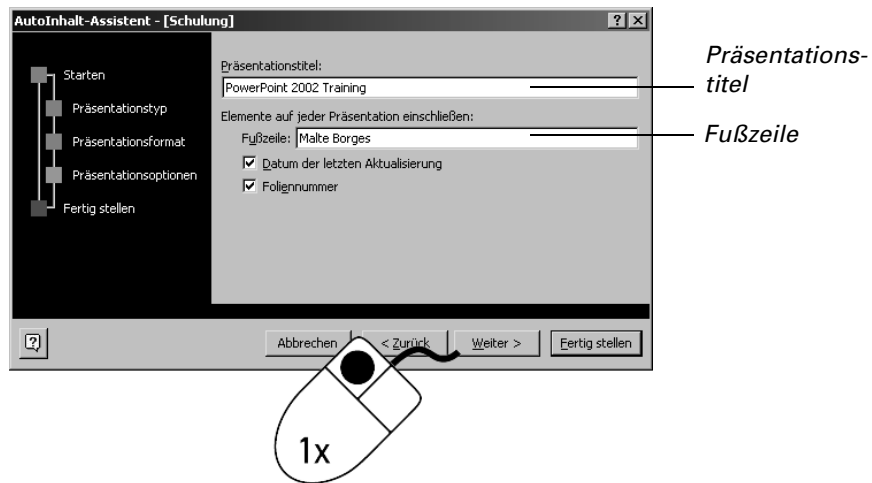 AutoInhalt-Assistent - [Schulung]
Starten
Präsentationstyp
Präsentationsformat
Präsentationsoptionen
Fertig stellen
Präsentationstitel:
PowerPoint 2002 Training
Elemente auf jeder Präsentation einschließen:
Fußzeile: Malte Borges
Datum der letzten Aktualisierung
Foliennummer
Präsentations-
titel
Fußzeile
Abbrechen < Zurück Weiter > Fertig stellen
1x